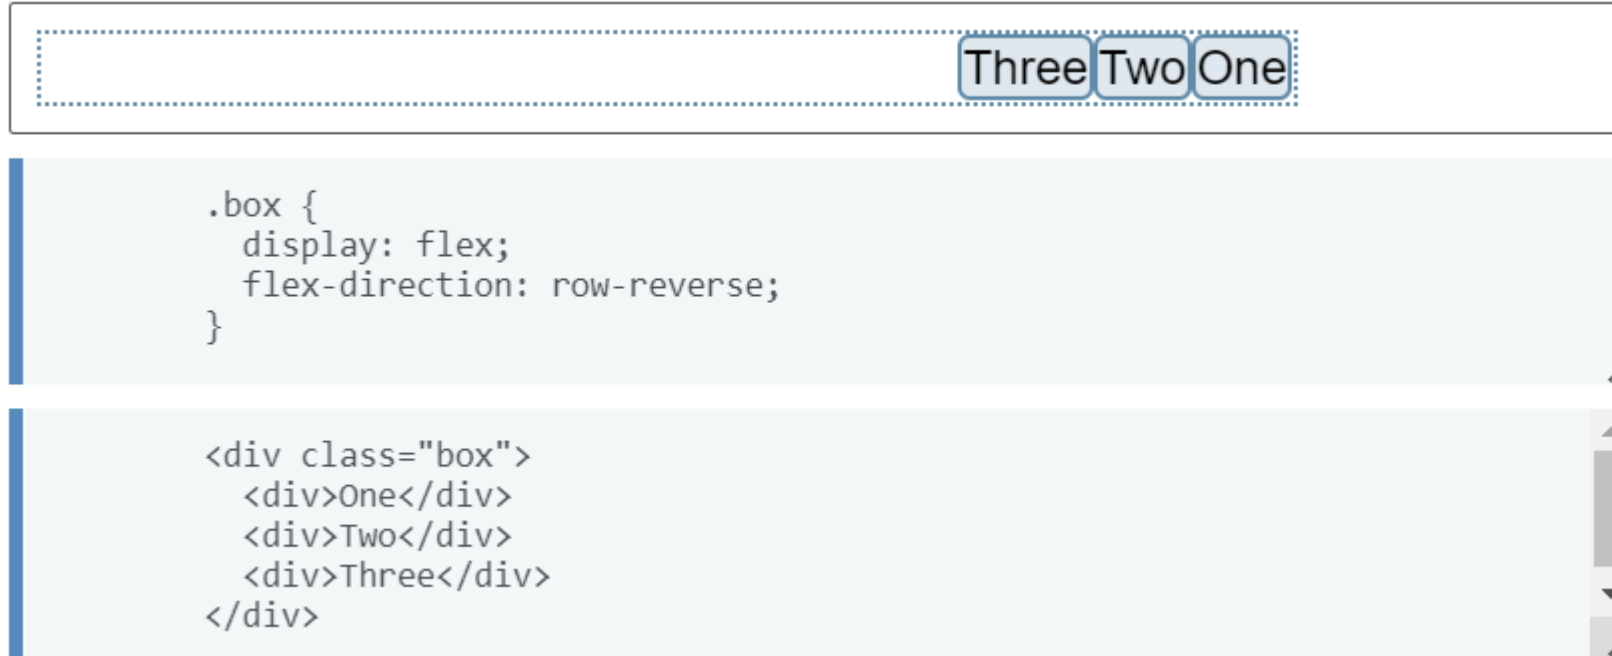 Three Two One
.box {
  display: flex;
  flex-direction: row-reverse;
}
<div class="box">
  <div>One</div>
  <div>Two</div>
  <div>Three</div>
</div>